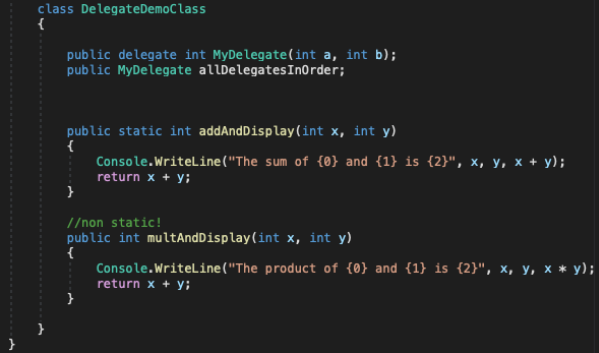 class DelegateDemoClass
{
public delegate int MyDelegate(int a, int b);
public MyDelegate allDelegatesInOrder;
public static int addAndDisplay(int x, int y)
{
Console.WriteLine("The sum of {0} and {1} is {2}", x, y, x + y);
return x + y;
}
//non static!
public int multAndDisplay(int x, int y)
{
Console.WriteLine("The product of {0} and {1} is {2}", x, y, x * y);
return x + y;
}
}
}